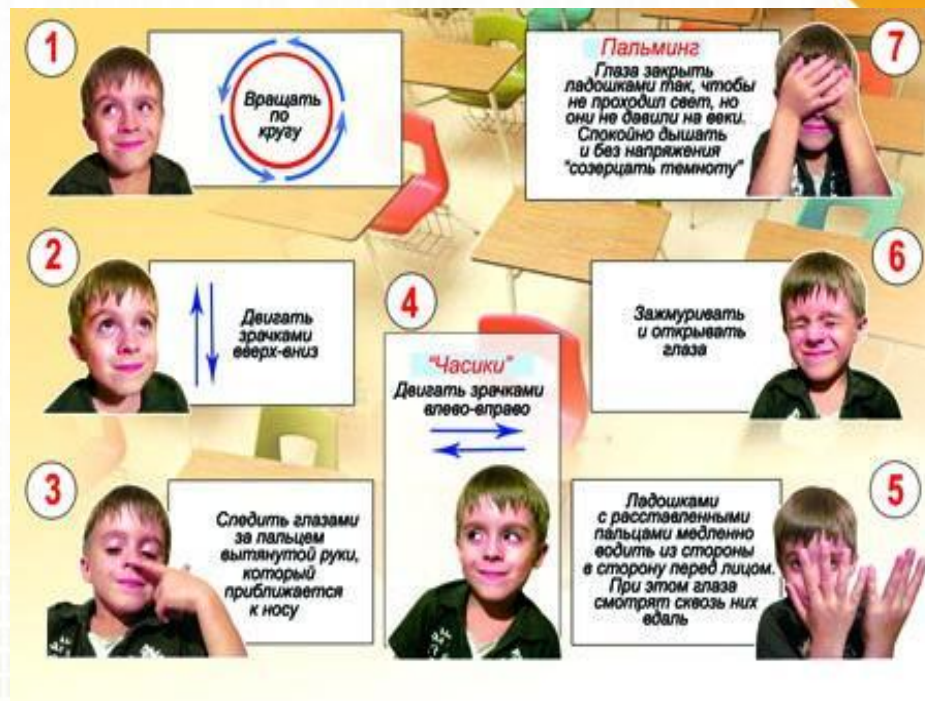 1
Вращать
по
кругу
2
Двигать
зрачками
вверх-вниз
3
Следить глазами
за пальцем
вытянутой руки,
который
приближается
к носу
4
"Часики"
Двигать зрачками
влево-вправо
5
Ладошками
с расставленными
пальцами медленно
водить из стороны
в сторону перед лицом.
При этом глаза
смотрят сквозь них
вдаль
6
Зажмуривать
и открывать
глаза
7
Пальминг
Глаза закрыть
ладошками так, чтобы
не проходил свет, но
они не давили на веки.
Спокойно дышать
и без напряжения
"созерцать темноту"